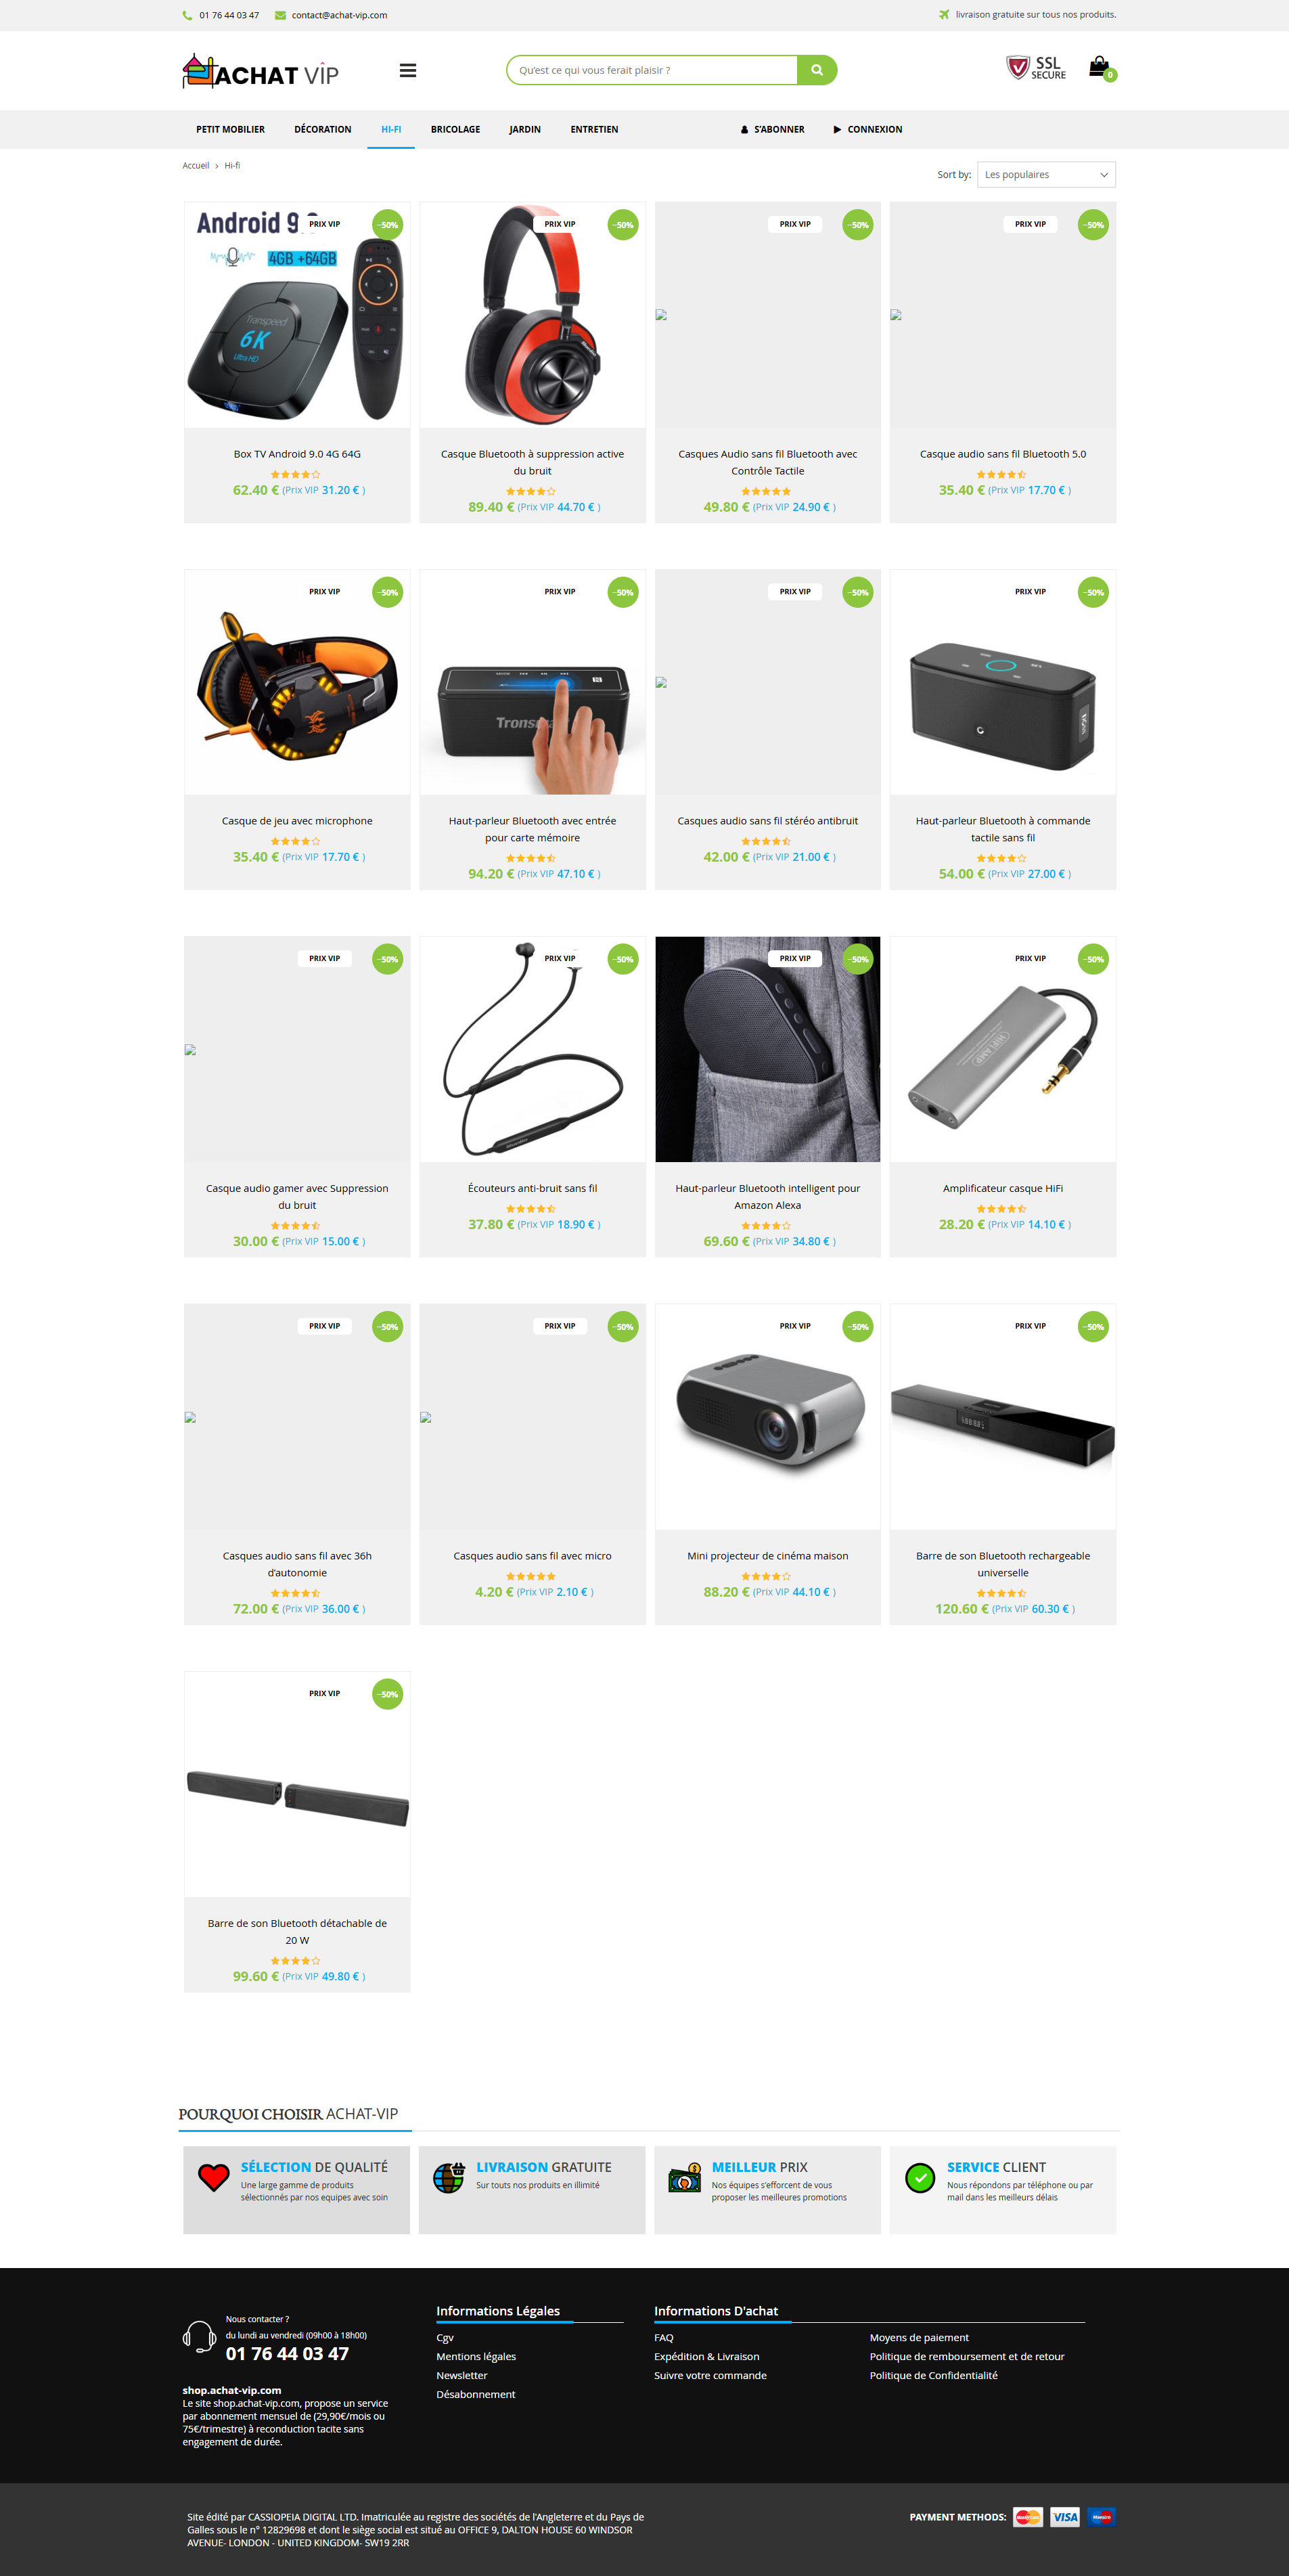 01 76 44 03 47 contact@achat-vip.com livraison gratuite sur tous nos produits.
ACHAT VIP Qu'est ce qui vous ferait plaisir ? SSL SECURE 0
PETIT MOBILIER DÉCORATION HI-FI BRICOLAGE JARDIN ENTRETIEN S'ABONNER CONNEXION
Accueil > Hi-fi Sort by: Les populaires
Android 9 PRIX VIP -50%
4GB +64GB
Transpeed
6K
Ultra HD
Box TV Android 9.0 4G 64G
62.40 € (Prix VIP 31.20 € )
PRIX VIP -50%
Casque Bluetooth à suppression active
du bruit
89.40 € (Prix VIP 44.70 € )
PRIX VIP -50%
Casques Audio sans fil Bluetooth avec
Contrôle Tactile
49.80 € (Prix VIP 24.90 € )
PRIX VIP -50%
Casque audio sans fil Bluetooth 5.0
35.40 € (Prix VIP 17.70 € )
PRIX VIP -50%
Casque de jeu avec microphone
35.40 € (Prix VIP 17.70 € )
PRIX VIP -50%
Haut-parleur Bluetooth avec entrée
pour carte mémoire
94.20 € (Prix VIP 47.10 € )
PRIX VIP -50%
Casques audio sans fil stéréo antibruit
42.00 € (Prix VIP 21.00 € )
PRIX VIP -50%
Haut-parleur Bluetooth à commande
tactile sans fil
54.00 € (Prix VIP 27.00 € )
PRIX VIP -50%
Casque audio gamer avec Suppression
du bruit
30.00 € (Prix VIP 15.00 € )
PRIX VIP -50%
Écouteurs anti-bruit sans fil
37.80 € (Prix VIP 18.90 € )
PRIX VIP -50%
Haut-parleur Bluetooth intelligent pour
Amazon Alexa
69.60 € (Prix VIP 34.80 € )
PRIX VIP -50%
HIFI AMP
Amplificateur casque HiFi
28.20 € (Prix VIP 14.10 € )
PRIX VIP -50%
Casques audio sans fil avec 36h
d'autonomie
72.00 € (Prix VIP 36.00 € )
PRIX VIP -50%
Casques audio sans fil avec micro
4.20 € (Prix VIP 2.10 € )
PRIX VIP -50%
Mini projecteur de cinéma maison
88.20 € (Prix VIP 44.10 € )
PRIX VIP -50%
Barre de son Bluetooth rechargeable
universelle
120.60 € (Prix VIP 60.30 € )
PRIX VIP -50%
Barre de son Bluetooth détachable de
20 W
99.60 € (Prix VIP 49.80 € )
POURQUOI CHOISIR ACHAT-VIP
SÉLECTION DE QUALITÉ
Une large gamme de produits
sélectionnés par nos equipes avec soin
LIVRAISON GRATUITE
Sur touts nos produits en illimité
MEILLEUR PRIX
Nos équipes s'efforcent de vous
proposer les meilleures promotions
SERVICE CLIENT
Nous répondons par téléphone ou par
mail dans les meilleurs délais
Nous contacter ?
du lundi au vendredi (09h00 à 18h00)
01 76 44 03 47
shop.achat-vip.com
Le site shop.achat-vip.com, propose un service
par abonnement mensuel de (29,90€/mois ou
75€/trimestre) à reconduction tacite sans
engagement de durée.
Informations Légales
Cgv
Mentions légales
Newsletter
Désabonnement
Informations D'achat
FAQ
Expédition & Livraison
Suivre votre commande
Moyens de paiement
Politique de remboursement et de retour
Politique de Confidentialité
Site édité par CASSIOPEIA DIGITAL LTD. Imatriculée au registre des sociétés de l'Angleterre et du Pays de
Galles sous le n° 12829698 et dont le siège social est situé au OFFICE 9, DALTON HOUSE 60 WINDSOR
AVENUE- LONDON - UNITED KINGDOM- SW19 2RR
PAYMENT METHODS: MasterCard VISA Maestro